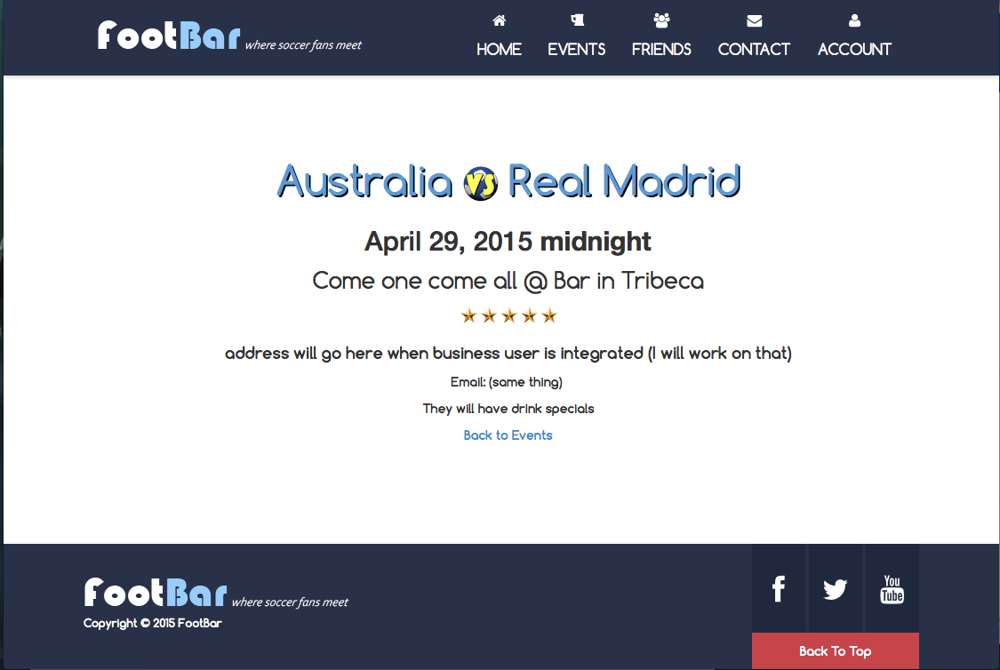 FootBar where soccer fans meet
HOME EVENTS FRIENDS CONTACT ACCOUNT
Australia VS Real Madrid
April 29, 2015 midnight
Come one come all @ Bar in Tribeca
address will go here when business user is integrated (I will work on that)
Email: (same thing)
They will have drink specials
Back to Events
FootBar where soccer fans meet
Copyright © 2015 FootBar
f
You
Tube
Back To Top